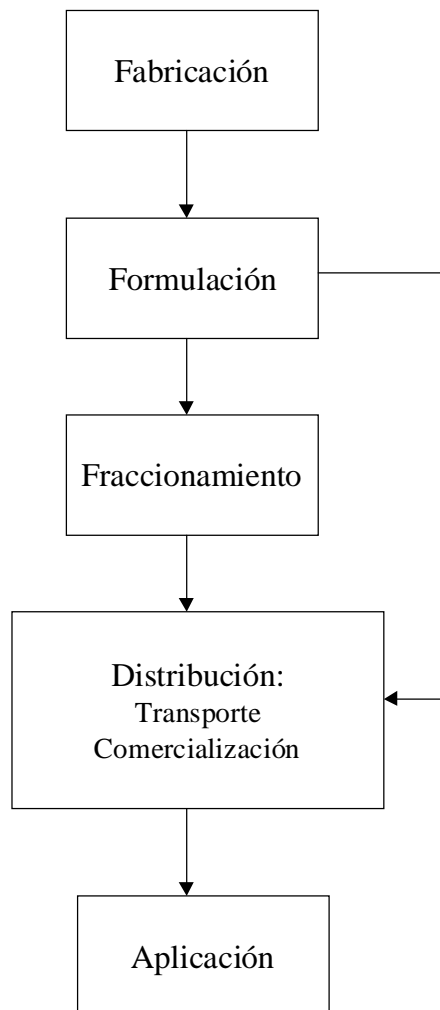 Fabricación
Formulación
Fraccionamiento
Distribución:
Transporte
Comercialización
Aplicación